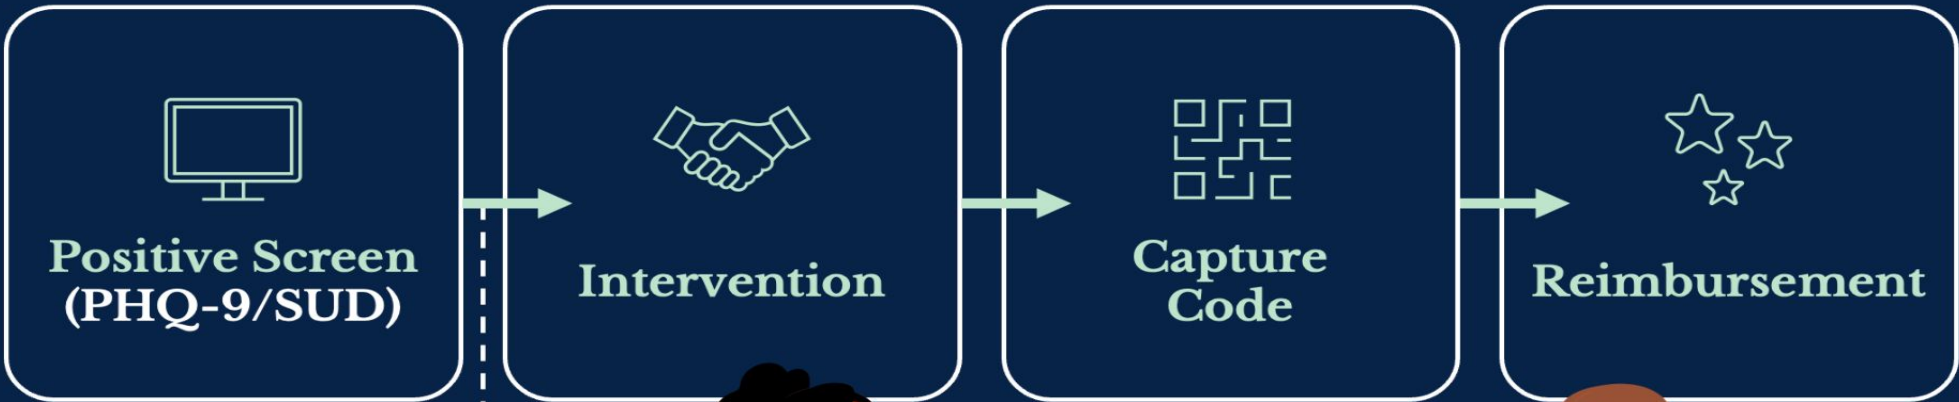 Positive Screen
(PHQ-9/SUD)
Intervention
Capture
Code
Reimbursement